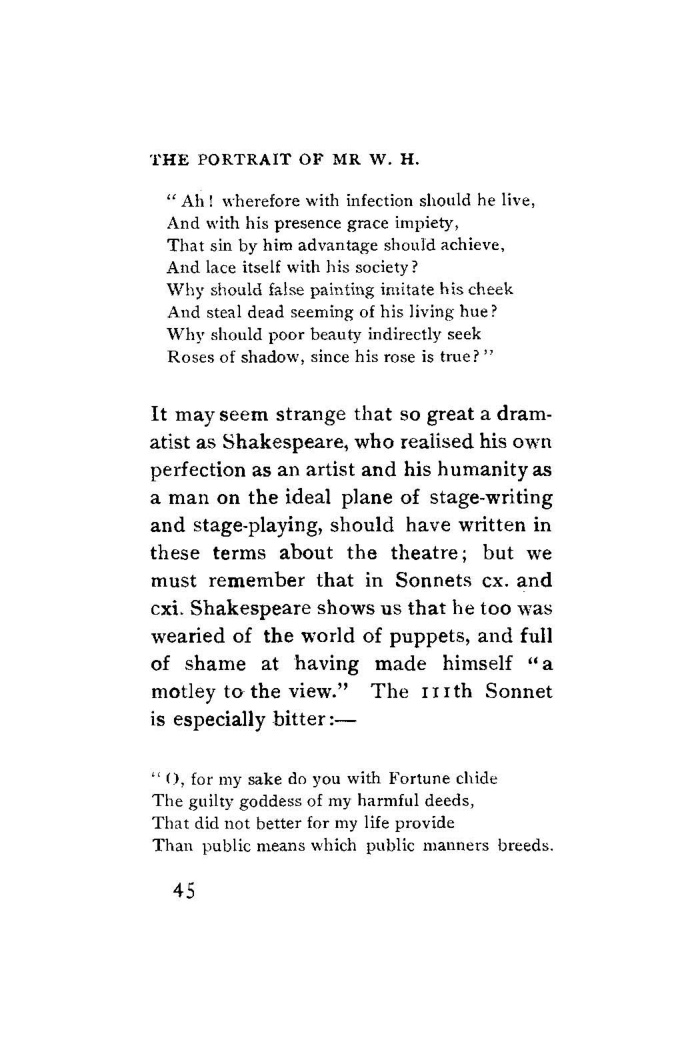 THE PORTRAIT OF MR W. H.
“ Ah ! wherefore with infection should he live,
And with his presence grace impiety,
That sin by him advantage should achieve,
And lace itself with his society ?
Why should false painting imitate his cheek
And steal dead seeming of his living hue ?
Why should poor beauty indirectly seek
Roses of shadow, since his rose is true ? ”
It may seem strange that so great a dram-
atist as Shakespeare, who realised his own
perfection as an artist and his humanity as
a man on the ideal plane of stage-writing
and stage-playing, should have written in
these terms about the theatre ; but we
must remember that in Sonnets cx. and
cxi. Shakespeare shows us that he too was
wearied of the world of puppets, and full
of shame at having made himself “ a
motley to the view.” The 111th Sonnet
is especially bitter :—
“ O, for my sake do you with Fortune chide
The guilty goddess of my harmful deeds,
That did not better for my life provide
Than public means which public manners breeds.
45